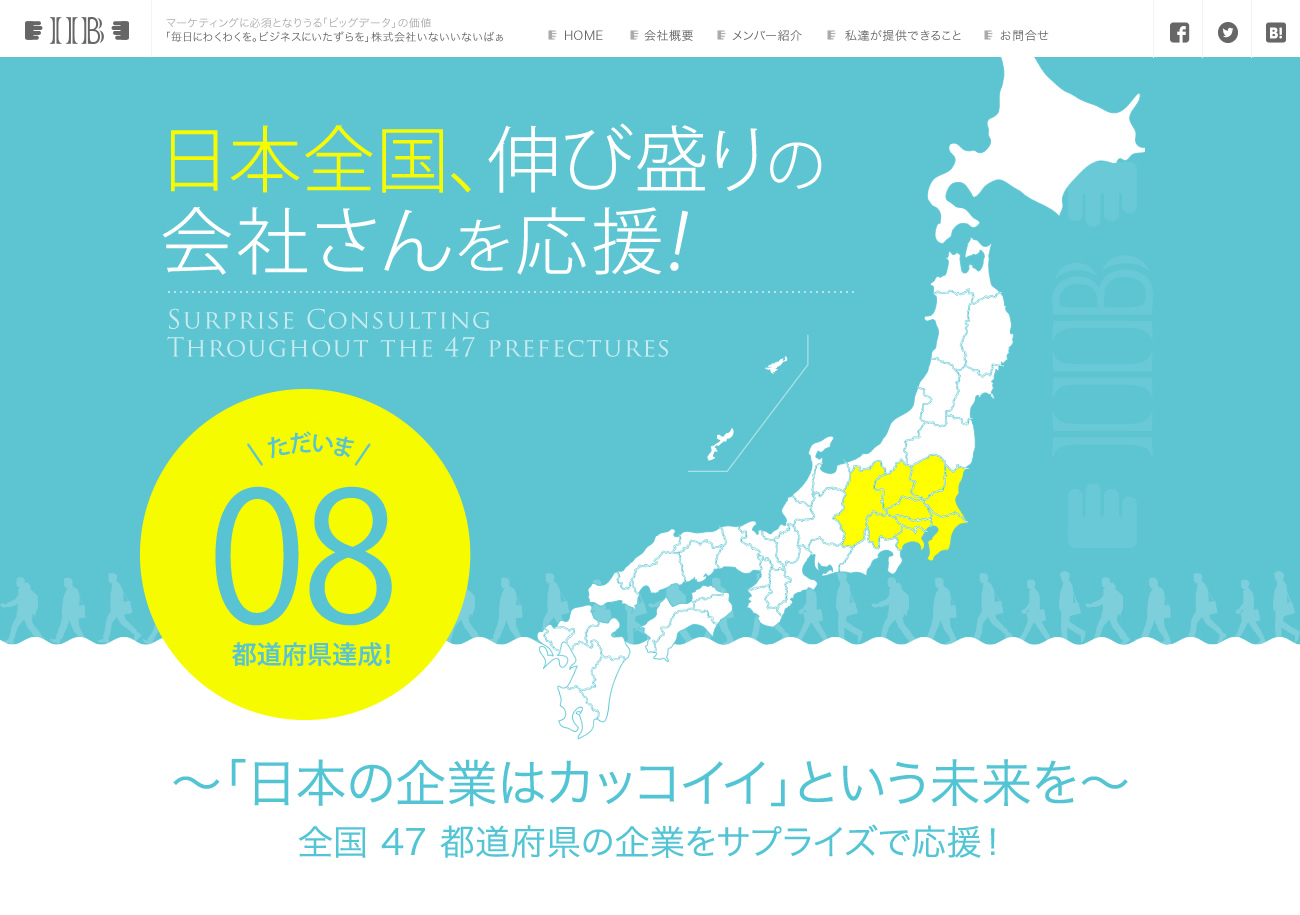 IIB
マーケティングに必須となりうる「ビッグデータ」の価値
「毎日にわくわくを。ビジネスにいたずらを」株式会社いないいないばぁ
HOME
会社概要
メンバー紹介
私達が提供できること
お問合せ
B!
日本全国、伸び盛りの
会社さんを応援!
SURPRISE CONSULTING
THROUGHOUT THE 47 PREFECTURES
IIB
\ ただいま /
08
都道府県達成!
〜「日本の企業はカッコイイ」という未来を〜
全国 47 都道府県の企業をサプライズで応援!